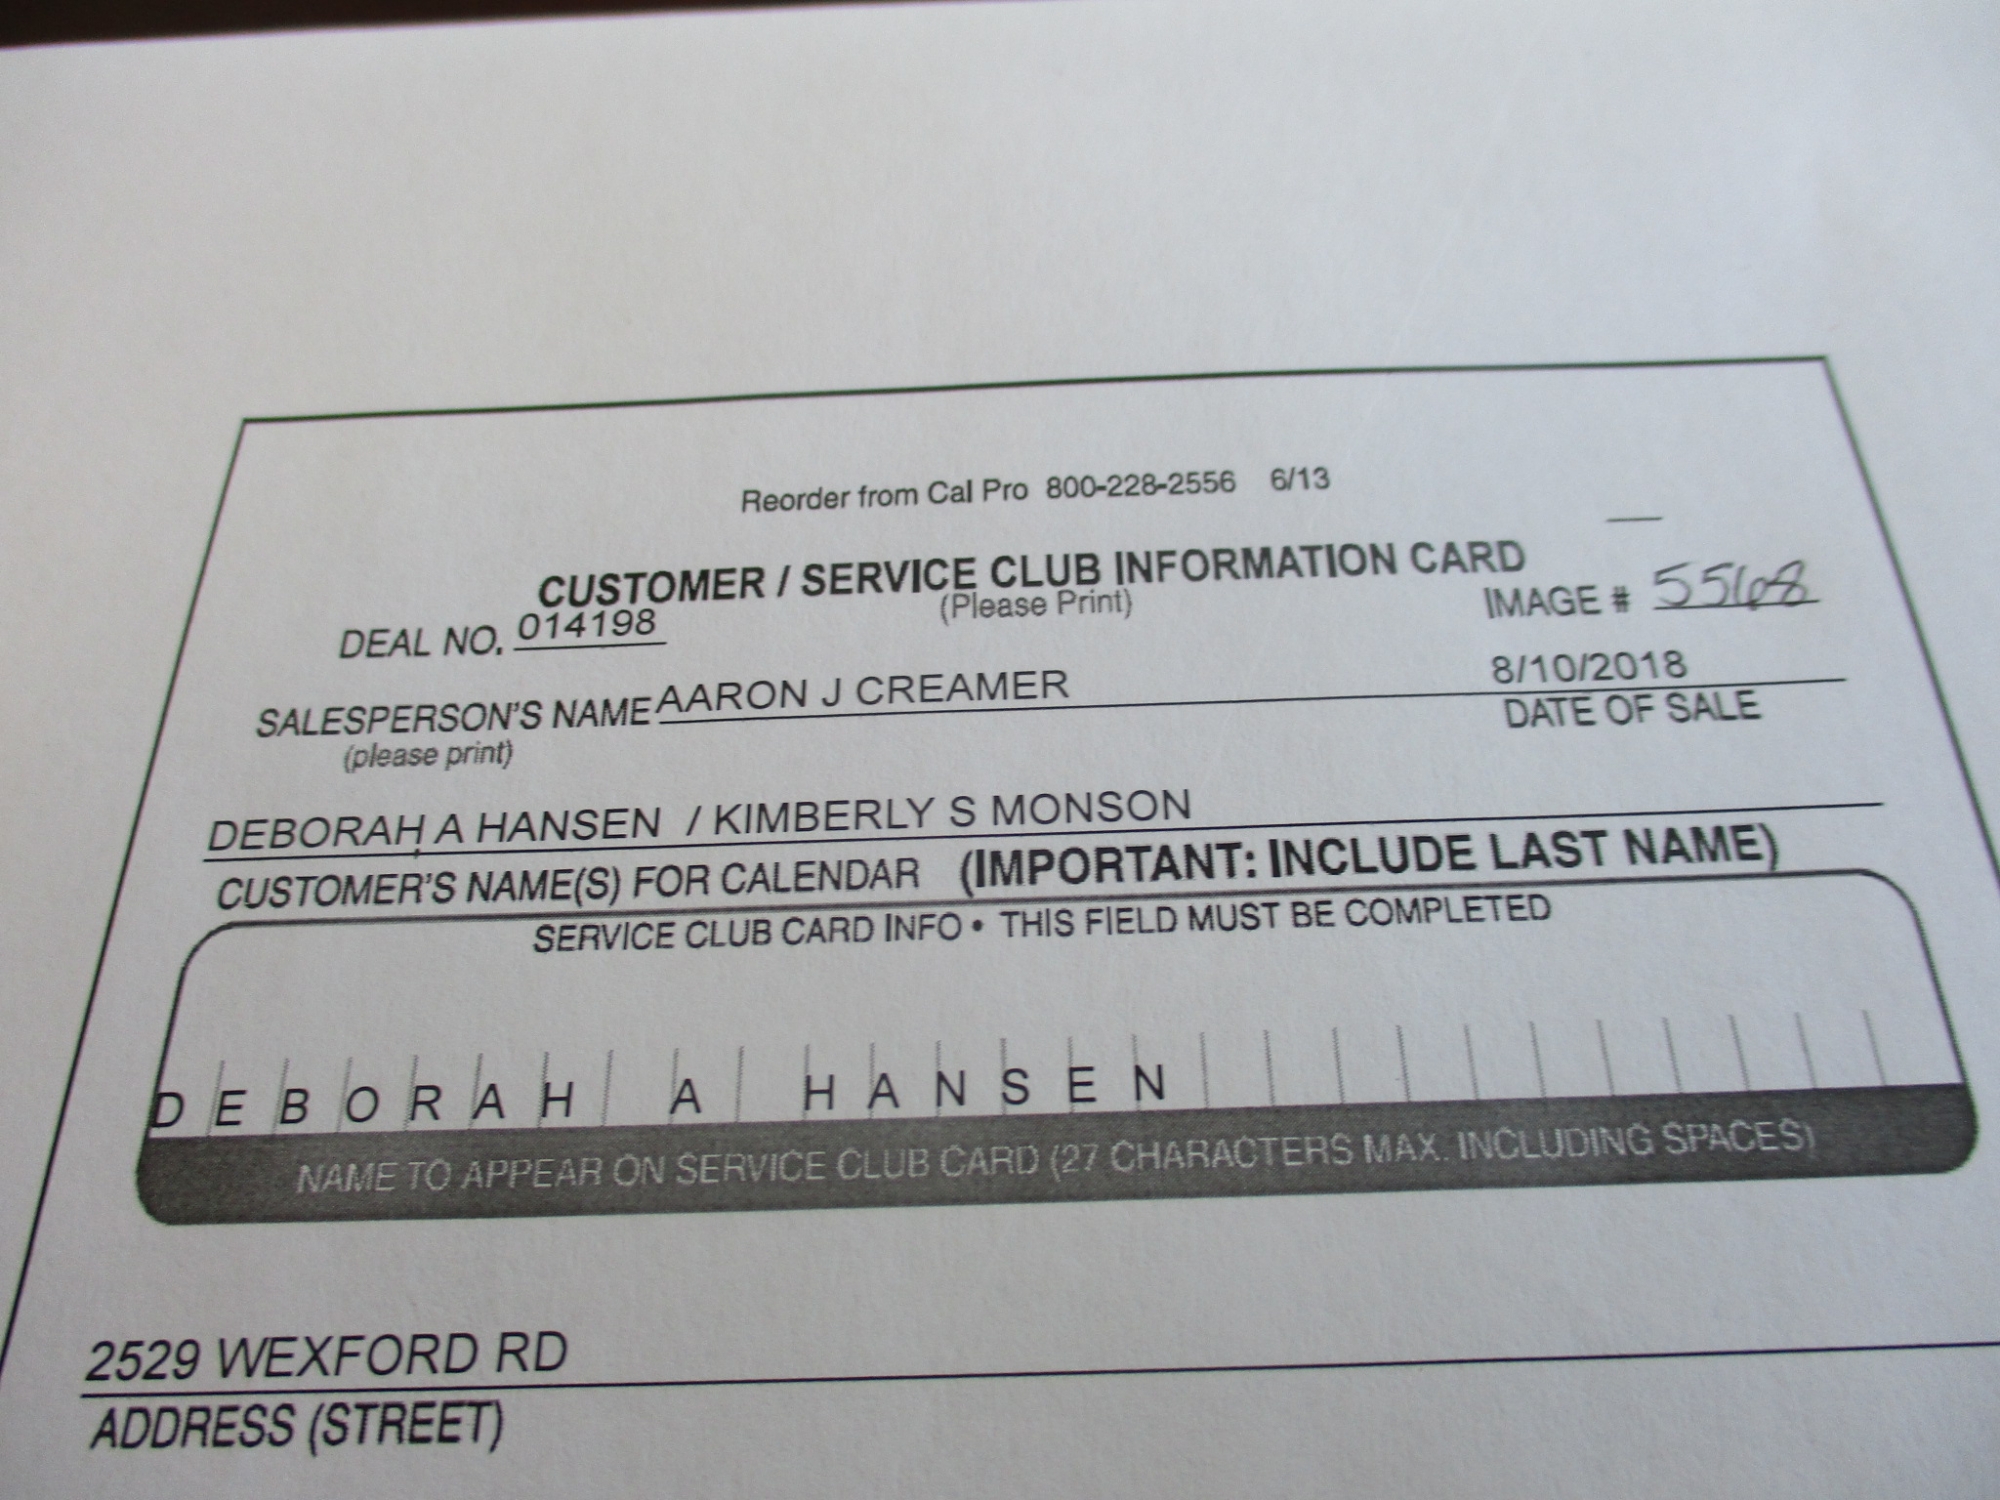 Reorder from Cal Pro 800-228-2556 6/13
CUSTOMER / SERVICE CLUB INFORMATION CARD
(Please Print)
DEAL NO. 014198
IMAGE # 5568
SALESPERSON'S NAME AARON J CREAMER
8/10/2018
(please print)
DATE OF SALE
DEBORAH A HANSEN / KIMBERLY S MONSON
CUSTOMER'S NAME(S) FOR CALENDAR (IMPORTANT: INCLUDE LAST NAME)
SERVICE CLUB CARD INFO • THIS FIELD MUST BE COMPLETED
DEBORAH A HANSEN
NAME TO APPEAR ON SERVICE CLUB CARD (27 CHARACTERS MAX. INCLUDING SPACES)
2529 WEXFORD RD
ADDRESS (STREET)